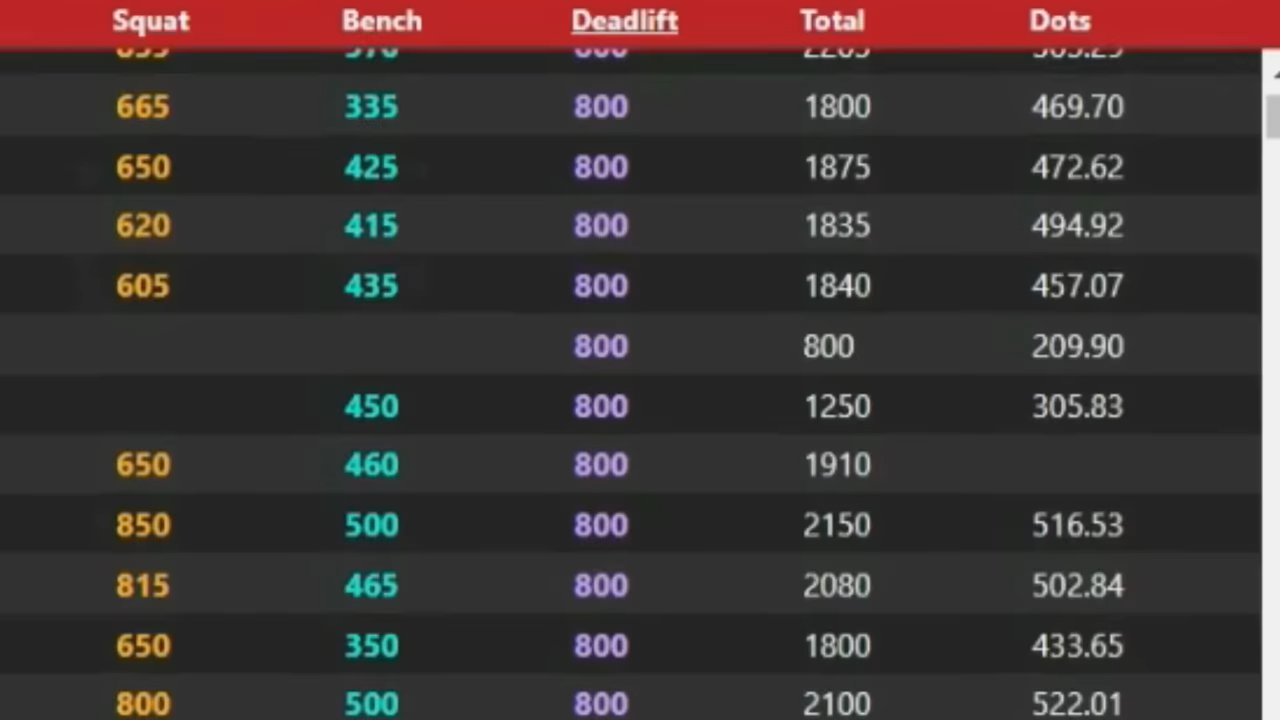 Squat Bench Deadlift Total Dots
665 335 800 1800 469.70
650 425 800 1875 472.62
620 415 800 1835 494.92
605 435 800 1840 457.07
800 800 209.90
450 800 1250 305.83
650 460 800 1910
850 500 800 2150 516.53
815 465 800 2080 502.84
650 350 800 1800 433.65
800 500 800 2100 522.01